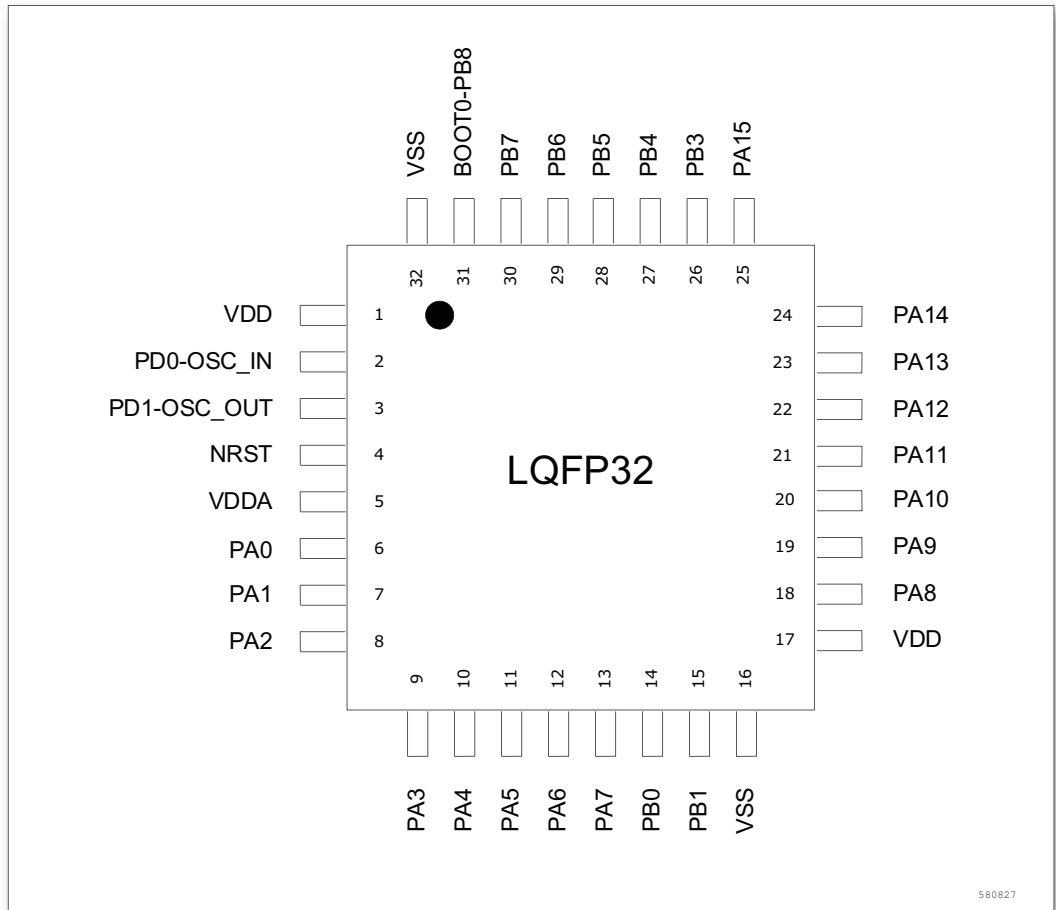 VSS
BOOT0-PB8
PB7
PB6
PB5
PB4
PB3
PA15
32
31
30
29
28
27
26
25
VDD
1
24
PA14
PD0-OSC_IN
2
23
PA13
PD1-OSC_OUT
3
22
PA12
NRST
4
21
PA11
LQFP32
VDDA
5
20
PA10
PA0
6
19
PA9
PA1
7
18
PA8
PA2
8
17
VDD
9
10
11
12
13
14
15
16
PA3
PA4
PA5
PA6
PA7
PB0
PB1
VSS
580827